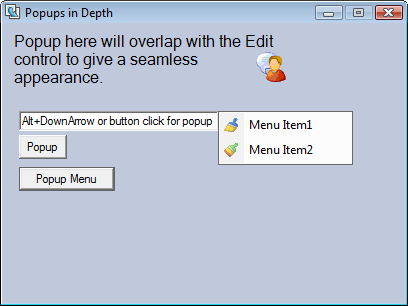 Popups in Depth
Popup here will overlap with the Edit
control to give a seamless
appearance.
Alt+DownArrow or button click for popup
Menu Item1
Menu Item2
Popup
Popup Menu